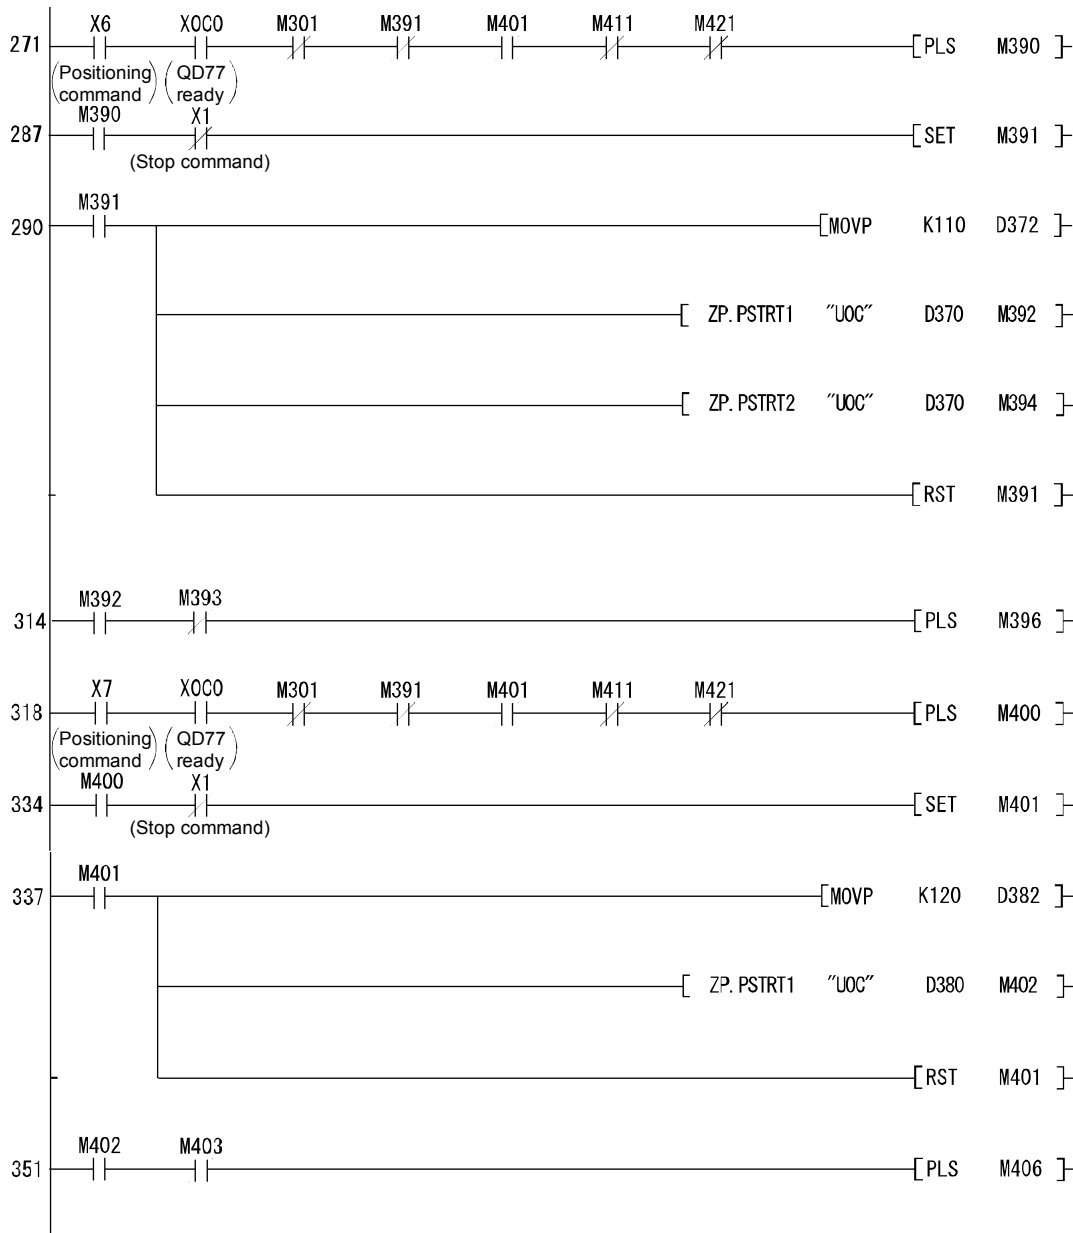 X6 X0C0 M301 M391 M401 M411 M421
271 [PLS M390 ]
(Positioning command) (QD77 ready)
M390 X1
287 [SET M391 ]
(Stop command)
M391
290 [MOVP K110 D372 ]
[ ZP.PSTRT1 "U0C" D370 M392 ]
[ ZP.PSTRT2 "U0C" D370 M394 ]
[RST M391 ]
M392 M393
314 [PLS M396 ]
X7 X0C0 M301 M391 M401 M411 M421
318 [PLS M400 ]
(Positioning command) (QD77 ready)
M400 X1
334 [SET M401 ]
(Stop command)
M401
337 [MOVP K120 D382 ]
[ ZP.PSTRT1 "U0C" D380 M402 ]
[RST M401 ]
M402 M403
351 [PLS M406 ]